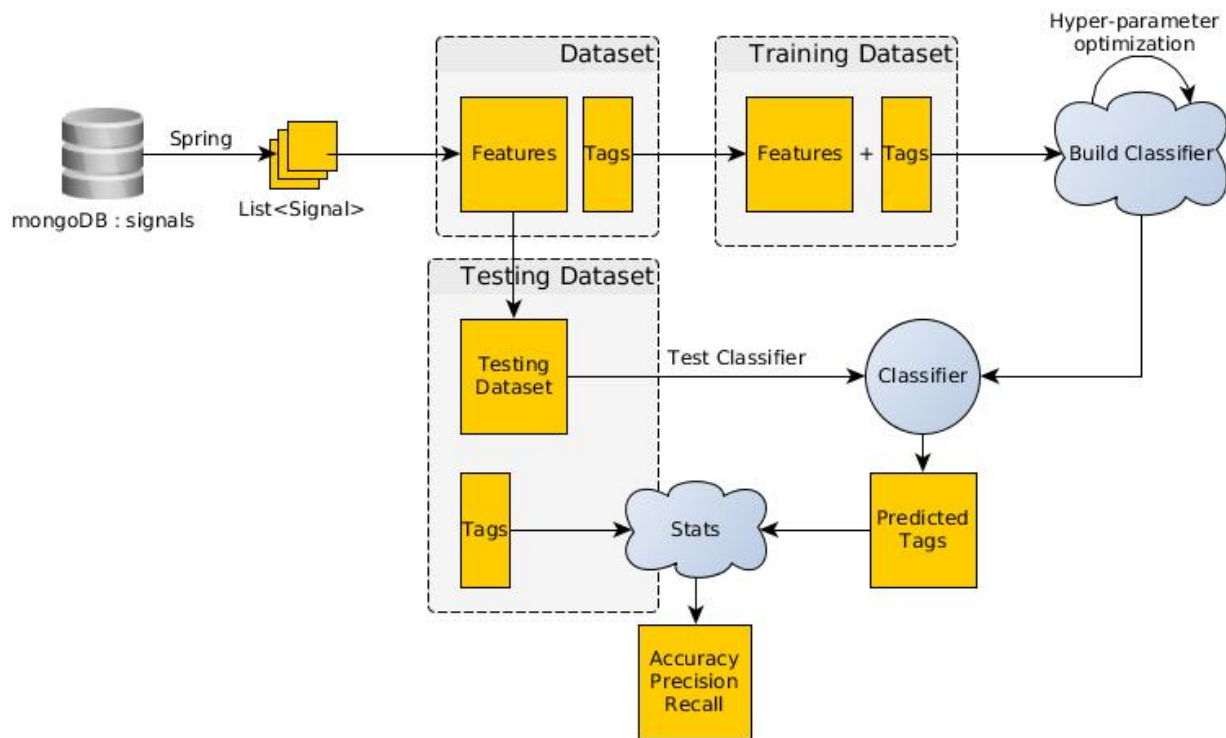 Hyper-parameter
optimization
Dataset
Training Dataset
Spring
Features
Tags
Features
+
Tags
Build Classifier
mongoDB : signals
List<Signal>
Testing Dataset
Testing
Dataset
Test Classifier
Classifier
Tags
Stats
Predicted
Tags
Accuracy
Precision
Recall